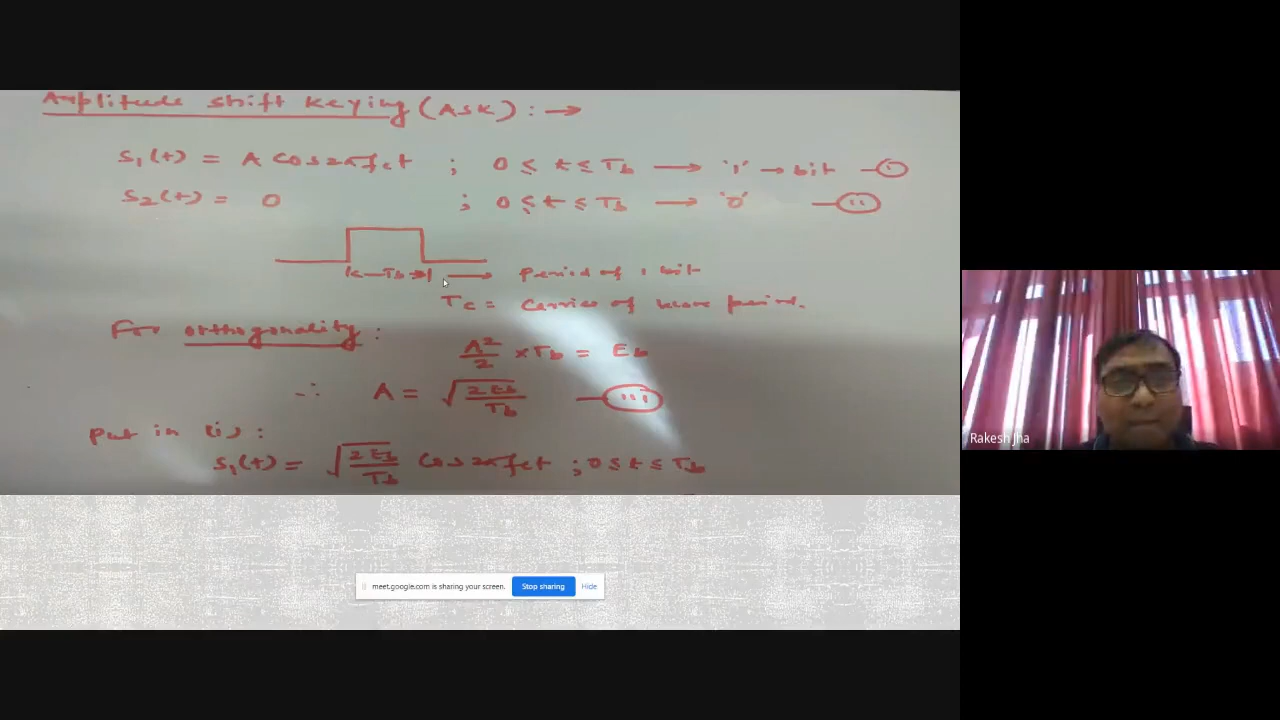 Amplitude shift keying (ASK) : →
S₁(t) = A Cos2πfct ; 0 ≤ t ≤ Tb → '1' → bit — (i)
S₂(t) = 0 ; 0 ≤ t ≤ Tb → '0' — (ii)
|← Tb →| → Period of 1 bit
Tc = Carrier of wave period.
For orthogonality :
A²/2 × Tb = Eb
∴ A = √(2Eb/Tb) — (iii)
Put in (i) :
S₁(t) = √(2Eb/Tb) Cos2πfct ; 0 ≤ t ≤ Tb
Rakesh Jha
meet.google.com is sharing your screen. Stop sharing Hide